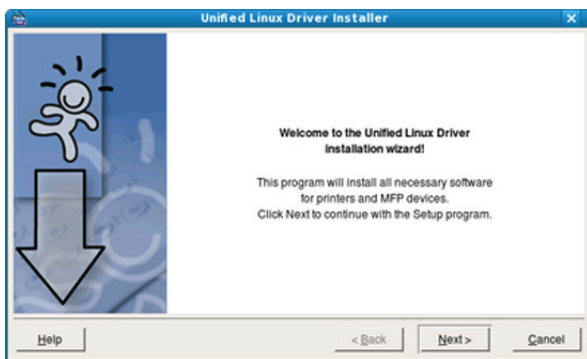 Unified Linux Driver Installer
Welcome to the Unified Linux Driver
installation wizard!
This program will install all necessary software
for printers and MFP devices.
Click Next to continue with the Setup program.
Help
< Back
Next >
Cancel